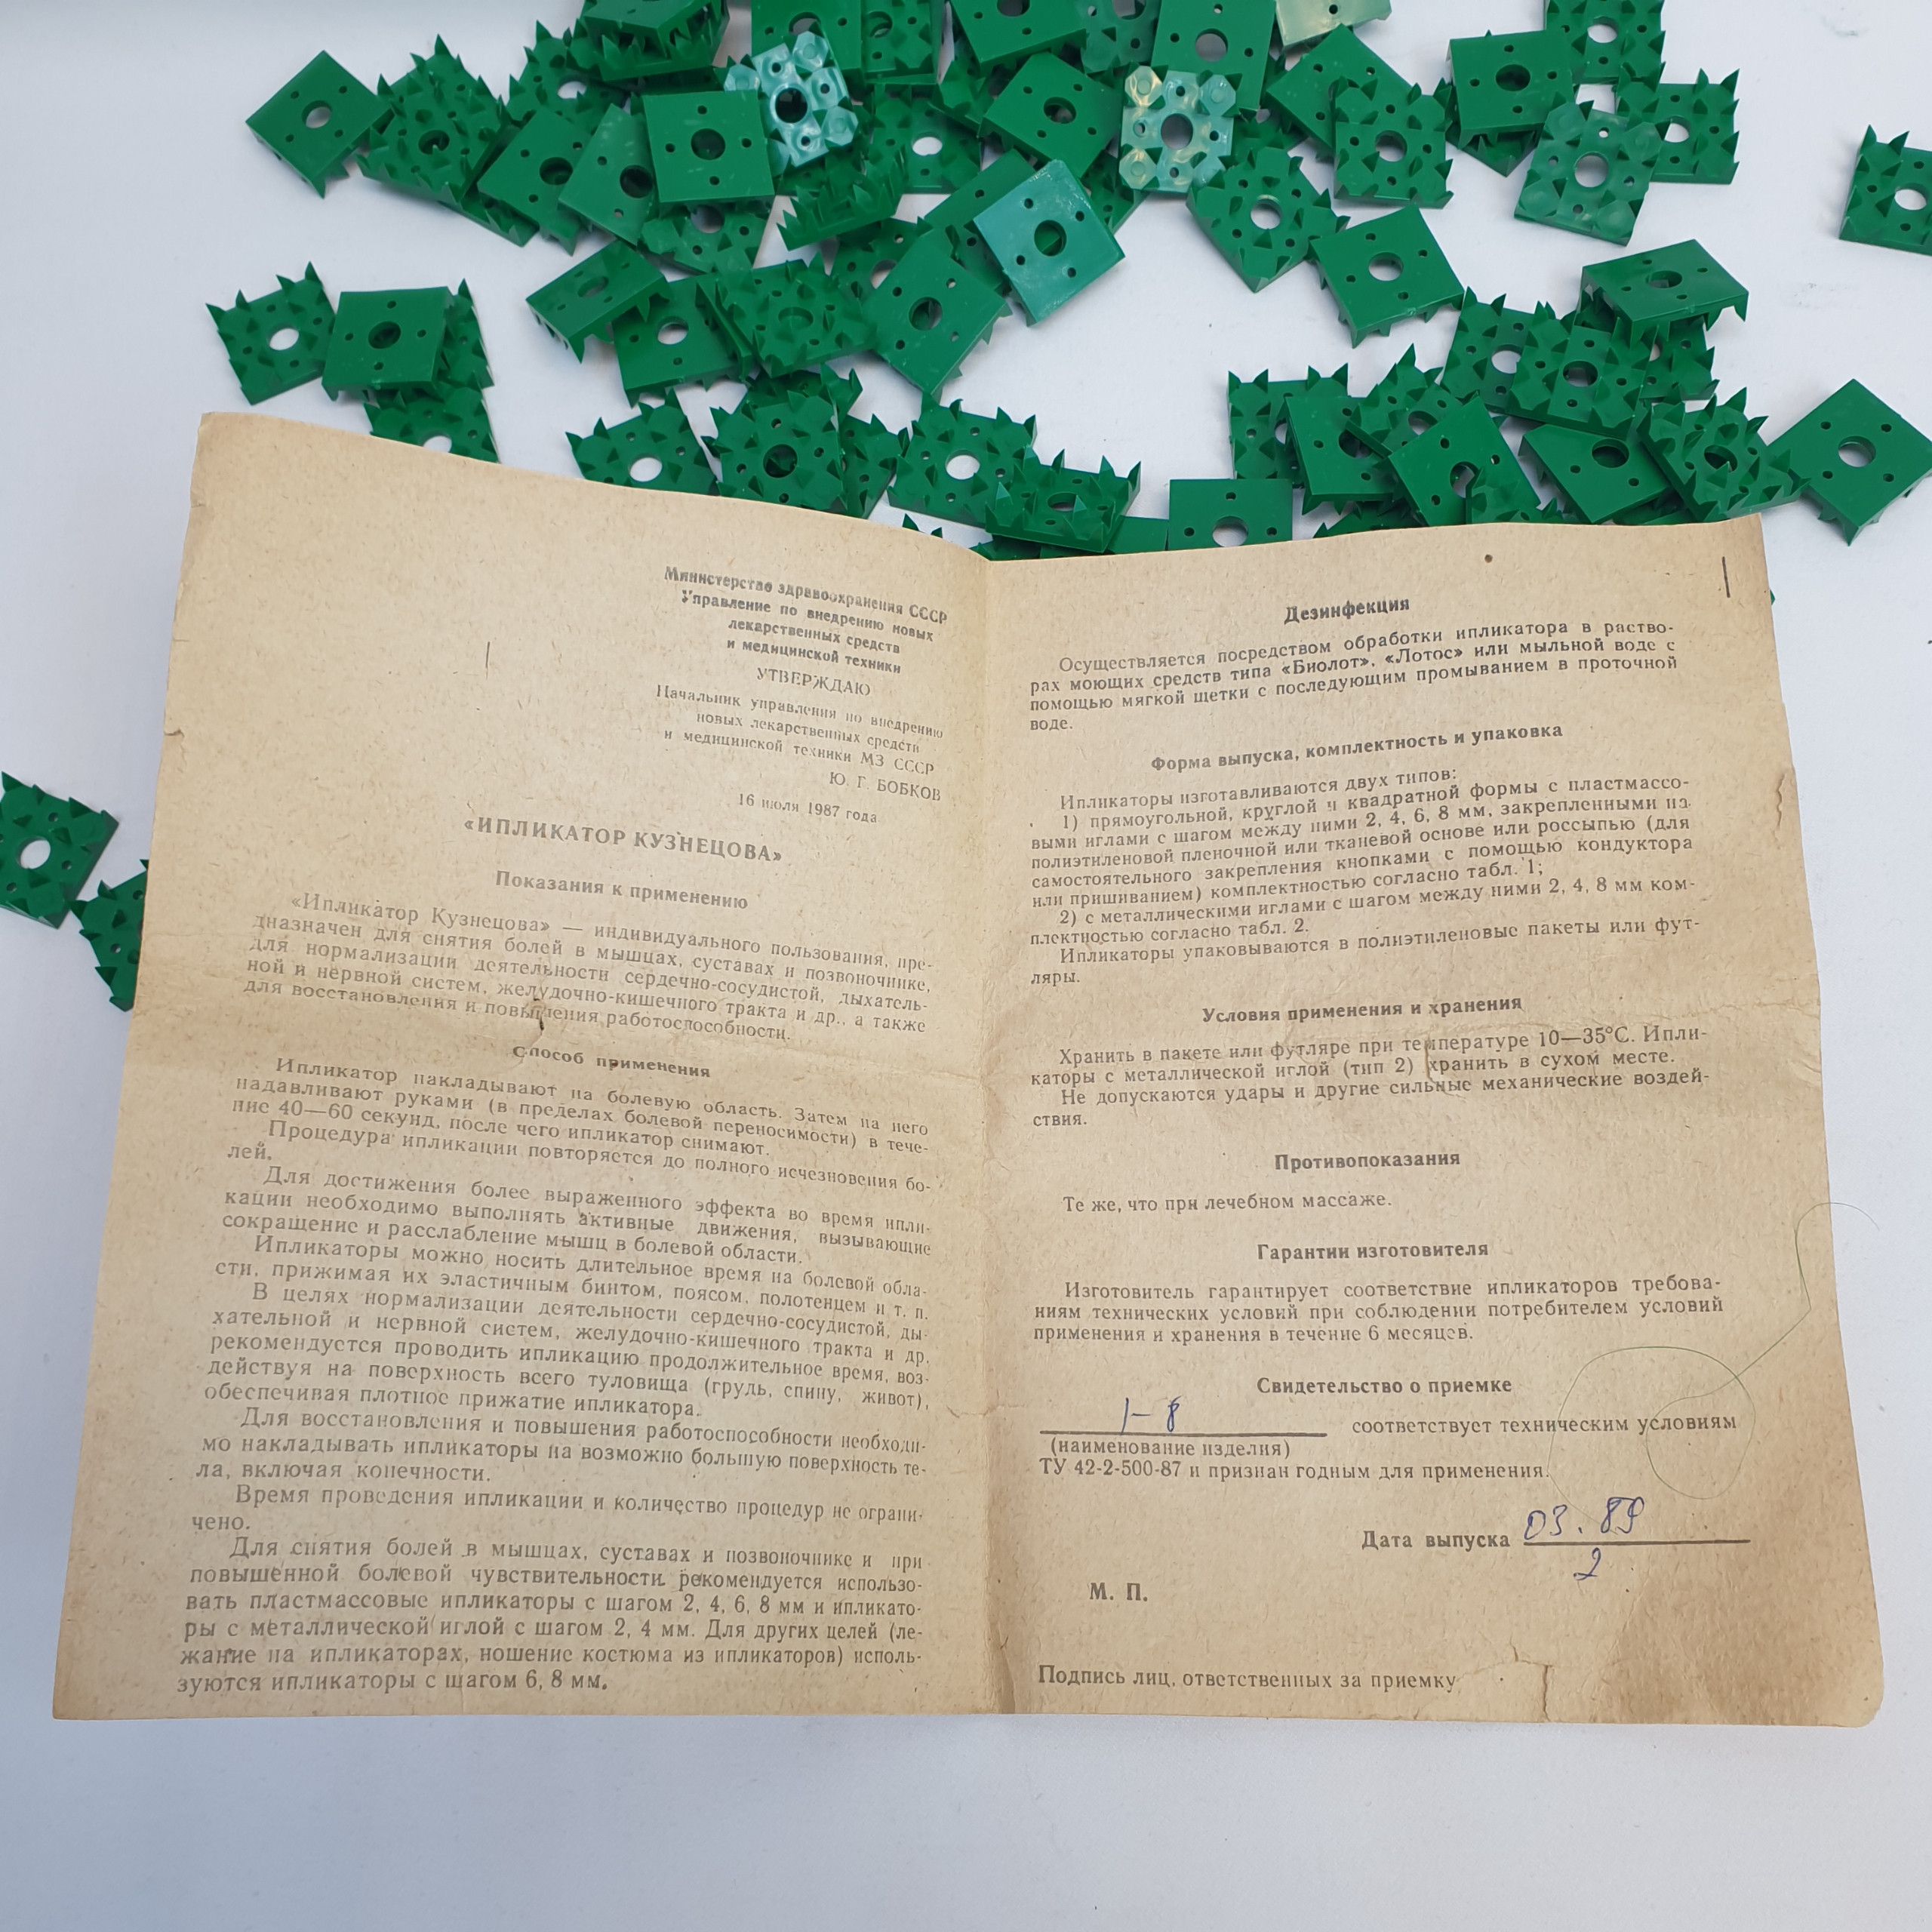 Министерство здравоохранения СССР
Управление по внедрению новых
лекарственных средств
и медицинской техники
УТВЕРЖДАЮ
Начальник управления по внедрению
новых лекарственных средств
и медицинской техники МЗ СССР
Ю. Г. БОБКОВ
16 июля 1987 года
«ИПЛИКАТОР КУЗНЕЦОВА»
Показания к применению
«Ипликатор Кузнецова» — индивидуального пользования, пре-
дназначен для снятия болей в мышцах, суставах и позвоночнике,
для нормализации деятельности сердечно-сосудистой, дыхатель-
ной и нервной систем, желудочно-кишечного тракта и др., а также
для восстановления и повышения работоспособности.
Способ применения
Ипликатор накладывают на болевую область. Затем на него
надавливают руками (в пределах болевой переносимости) в тече-
ние 40—60 секунд, после чего ипликатор снимают.
Процедура ипликации повторяется до полного исчезновения бо-
лей.
Для достижения более выраженного эффекта во время ипли-
кации необходимо выполнять активные движения, вызывающие
сокращение и расслабление мышц в болевой области.
Ипликаторы можно носить длительное время на болевой обла-
сти, прижимая их эластичным бинтом, поясом, полотенцем и т. п.
В целях нормализации деятельности сердечно-сосудистой, ды-
хательной и нервной систем, желудочно-кишечного тракта и др.
рекомендуется проводить ипликацию продолжительное время, воз-
действуя на поверхность всего туловища (грудь, спину, живот),
обеспечивая плотное прижатие ипликатора.
Для восстановления и повышения работоспособности необходи-
мо накладывать ипликаторы на возможно большую поверхность те-
ла, включая конечности.
Время проведения ипликации и количество процедур не ограни-
чено.
Для снятия болей в мышцах, суставах и позвоночнике и при
повышенной болевой чувствительности рекомендуется использо-
вать пластмассовые ипликаторы с шагом 2, 4, 6, 8 мм и ипликато-
ры с металлической иглой с шагом 2, 4 мм. Для других целей (ле-
жание на ипликаторах, ношение костюма из ипликаторов) исполь-
зуются ипликаторы с шагом 6, 8 мм.
Дезинфекция
Осуществляется посредством обработки ипликатора в раство-
рах моющих средств типа «Биолот», «Лотос» или мыльной воде с
помощью мягкой щетки с последующим промыванием в проточной
воде.
Форма выпуска, комплектность и упаковка
Ипликаторы изготавливаются двух типов:
1) прямоугольной, круглой и квадратной формы с пластмассо-
выми иглами с шагом между ними 2, 4, 6, 8 мм, закрепленными на
полиэтиленовой пленочной или тканевой основе или россыпью (для
самостоятельного закрепления кнопками с помощью кондуктора
или пришиванием) комплектностью согласно табл. 1;
2) с металлическими иглами с шагом между ними 2, 4, 8 мм ком-
плектностью согласно табл. 2.
Ипликаторы упаковываются в полиэтиленовые пакеты или фут-
ляры.
Условия применения и хранения
Хранить в пакете или футляре при температуре 10—35°С. Ипли-
каторы с металлической иглой (тип 2) хранить в сухом месте.
Не допускаются удары и другие сильные механические воздей-
ствия.
Противопоказания
Те же, что при лечебном массаже.
Гарантии изготовителя
Изготовитель гарантирует соответствие ипликаторов требова-
ниям технических условий при соблюдении потребителем условий
применения и хранения в течение 6 месяцев.
Свидетельство о приемке
1-8 соответствует техническим условиям
(наименование изделия)
ТУ 42-2-500-87 и признан годным для применения.
Дата выпуска 03.89
2
М. П.
Подпись лиц, ответственных за приемку